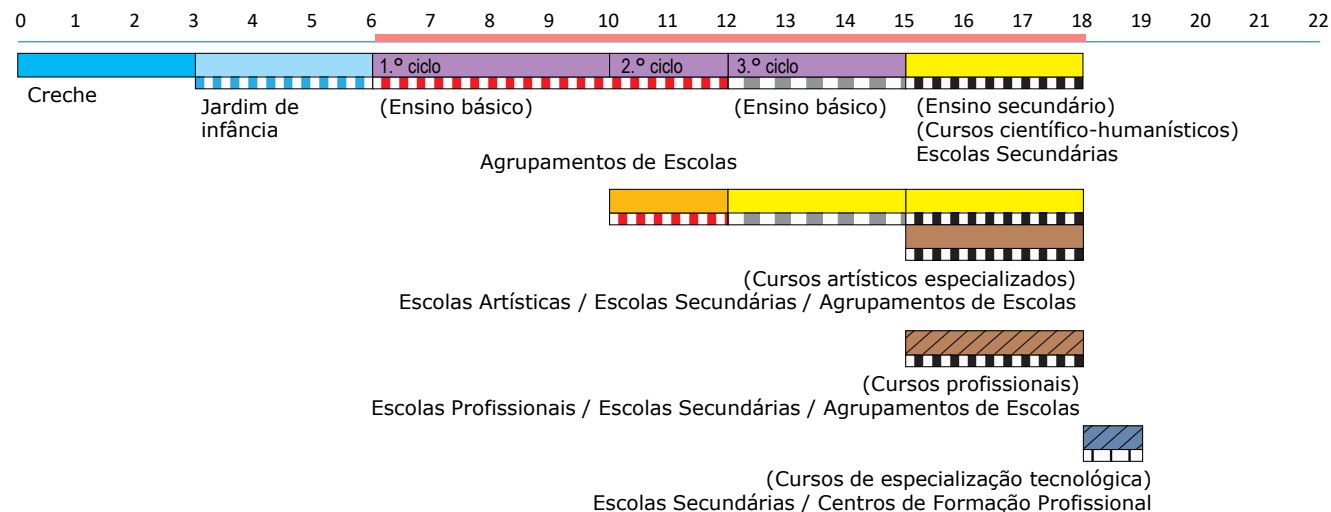 0 1 2 3 4 5 6 7 8 9 10 11 12 13 14 15 16 17 18 19 20 21 22
1.º ciclo 2.º ciclo 3.º ciclo
Creche
Jardim de
infância
(Ensino básico)
(Ensino básico)
(Ensino secundário)
(Cursos científico-humanísticos)
Escolas Secundárias
Agrupamentos de Escolas
(Cursos artísticos especializados)
Escolas Artísticas / Escolas Secundárias / Agrupamentos de Escolas
(Cursos profissionais)
Escolas Profissionais / Escolas Secundárias / Agrupamentos de Escolas
(Cursos de especialização tecnológica)
Escolas Secundárias / Centros de Formação Profissional